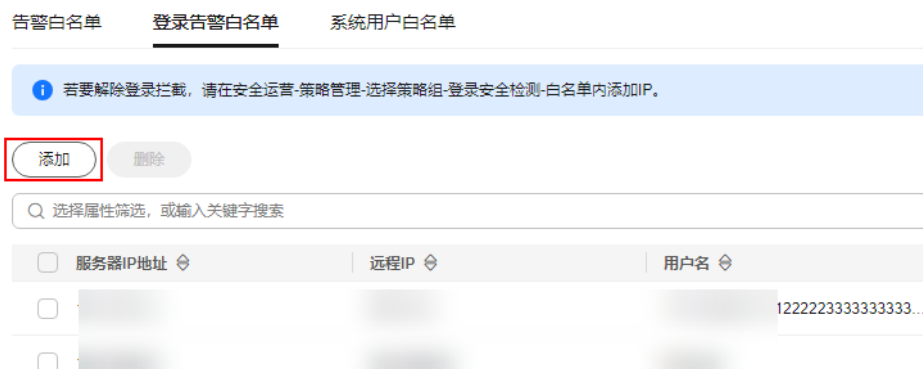 告警白名单 登录告警白名单 系统用户白名单
若要解除登录拦截，请在安全运营-策略管理-选择策略组-登录安全检测-白名单内添加IP。
添加 删除
选择属性筛选，或输入关键字搜索
服务器IP地址 远程IP 用户名
1222223333333333...